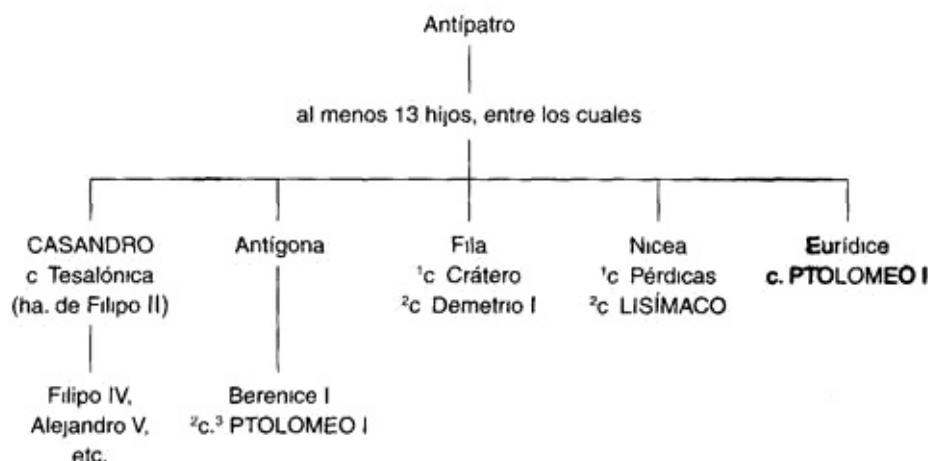 Antípatro
al menos 13 hijos, entre los cuales
CASANDRO
c Tesalónica
(ha. de Filipo II)
Antígona
Fila
¹c Crátero
²c Demetrio I
Nicea
¹c Pérdicas
²c LISÍMACO
Eurídice
c. PTOLOMEO I
Filipo IV,
Alejandro V,
etc.
Berenice I
²c.³ PTOLOMEO I